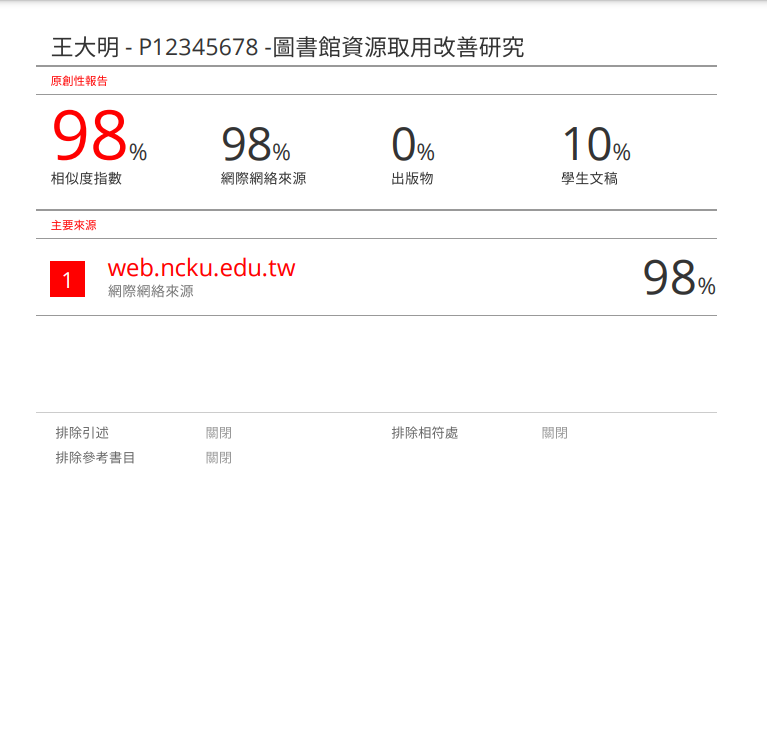 王大明 - P12345678 -圖書館資源取用改善研究
原創性報告
98% 98% 0% 10%
相似度指數 網際網絡來源 出版物 學生文稿
主要來源
1 web.ncku.edu.tw 98%
網際網絡來源
排除引述 關閉 排除相符處 關閉
排除參考書目 關閉